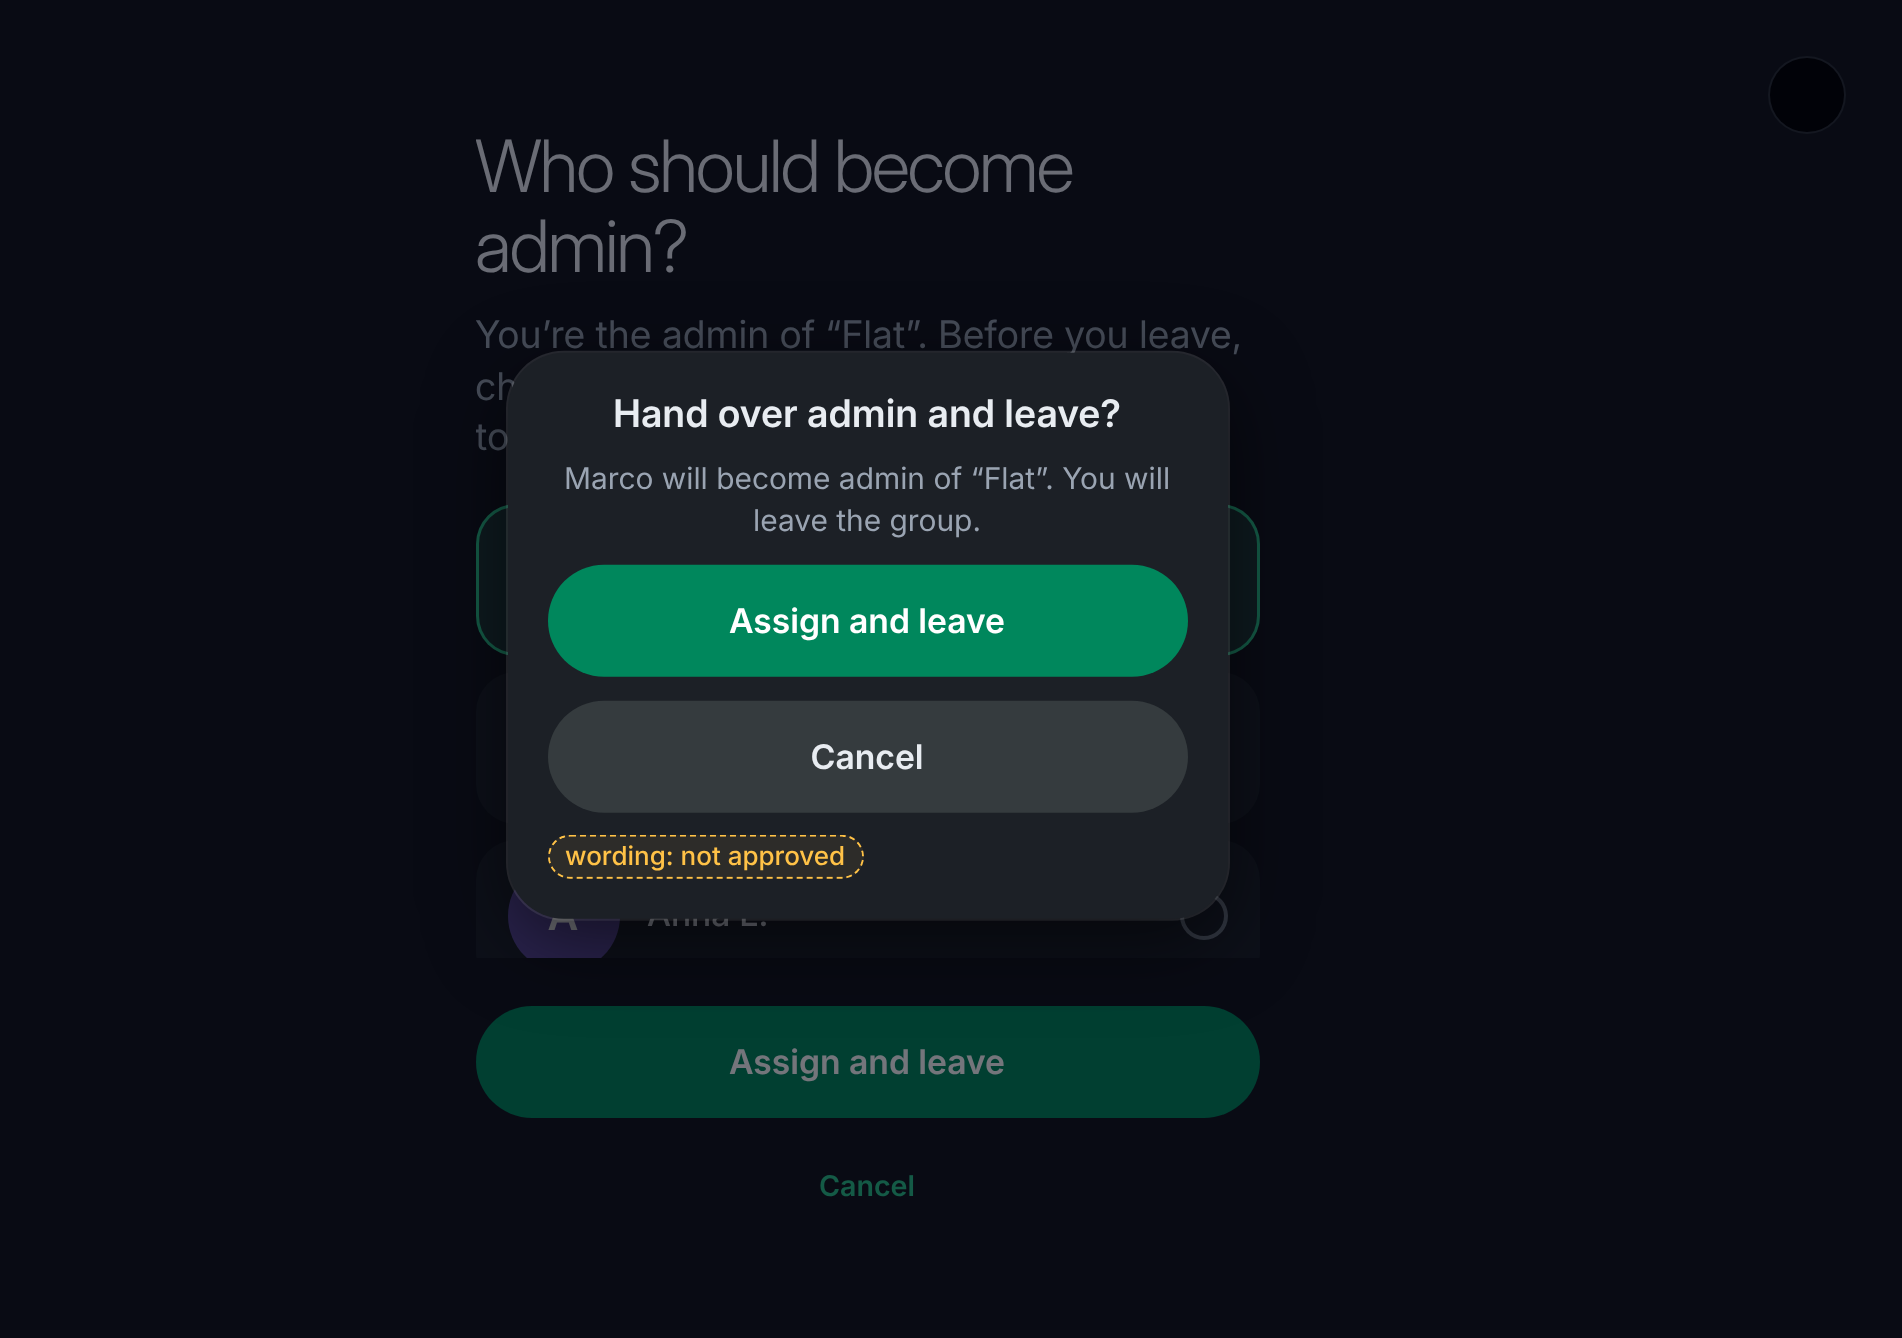 Who should become
admin?
You’re the admin of “Flat”. Before you leave,
Hand over admin and leave?
Marco will become admin of “Flat”. You will
leave the group.
Assign and leave
Cancel
wording: not approved
A
Anna L.
Assign and leave
Cancel